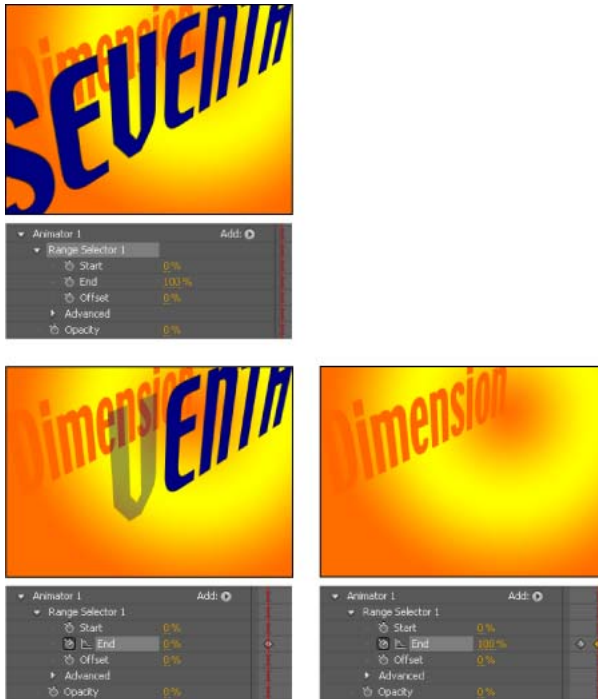 Dimension
SEVENTH
Animator 1 Add:
Range Selector 1
Start 0%
End 100%
Offset 0%
Advanced
Opacity 0%
Dimension
VENTH
Animator 1 Add:
Range Selector 1
Start 0%
End 0%
Offset 0%
Advanced
Opacity 0%
Dimension
Animator 1 Add:
Range Selector 1
Start 0%
End 100%
Offset 0%
Advanced
Opacity 0%